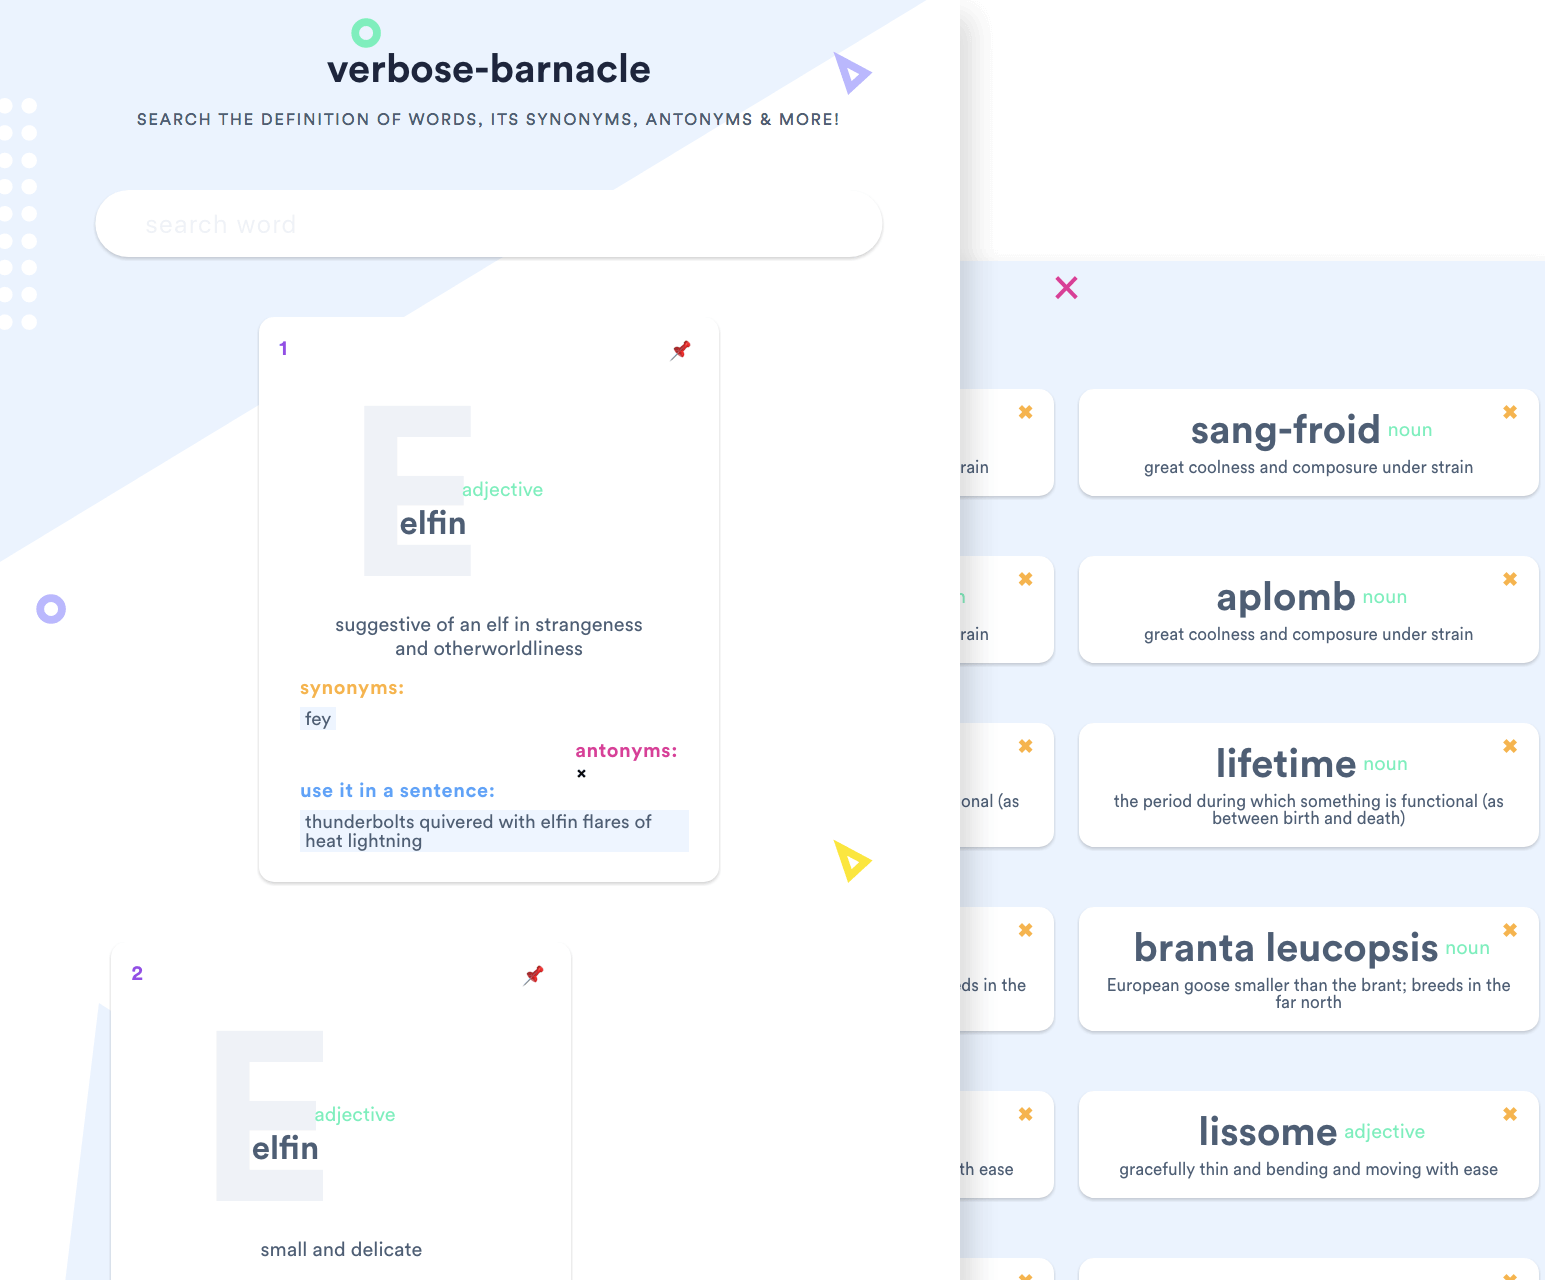 verbose-barnacle
SEARCH THE DEFINITION OF WORDS, ITS SYNONYMS, ANTONYMS & MORE!
search word
1
E
adjective
elfin
suggestive of an elf in strangeness
and otherworldliness
synonyms:
fey
antonyms:
use it in a sentence:
thunderbolts quivered with elfin flares of
heat lightning
2
E
adjective
elfin
small and delicate
rain
rain
onal (as
ds in the
th ease
sang-froid noun
great coolness and composure under strain
aplomb noun
great coolness and composure under strain
lifetime noun
the period during which something is functional (as
between birth and death)
branta leucopsis noun
European goose smaller than the brant; breeds in the
far north
lissome adjective
gracefully thin and bending and moving with ease